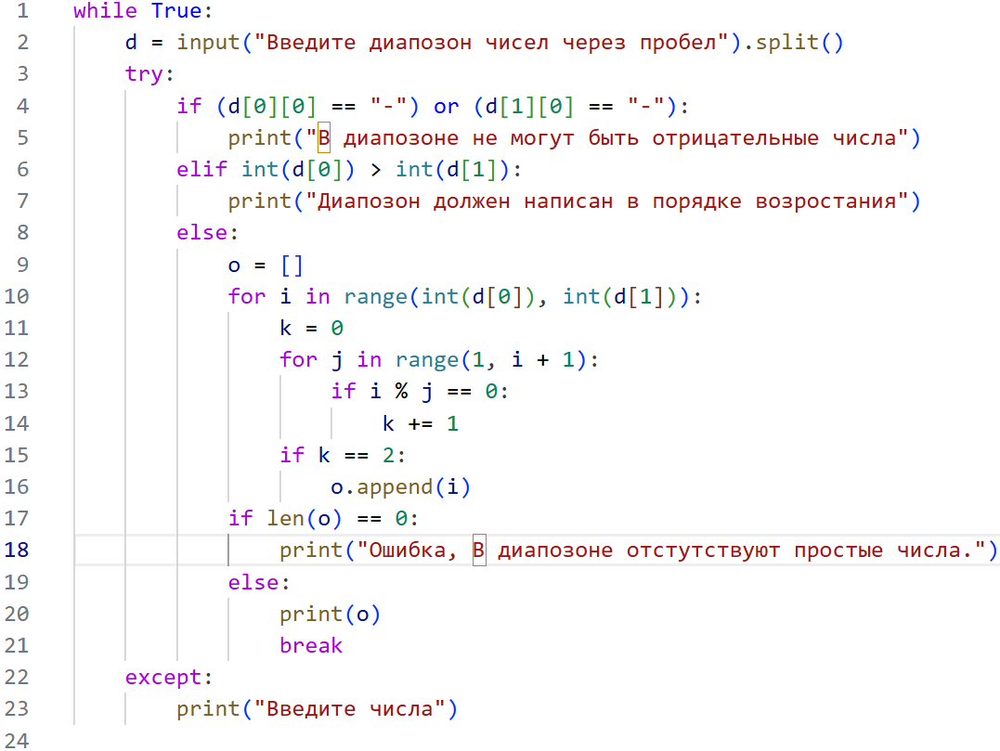 1 while True:
2     d = input("Введите диапозон чисел через пробел").split()
3     try:
4         if (d[0][0] == "-") or (d[1][0] == "-"):
5             print("В диапозоне не могут быть отрицательные числа")
6         elif int(d[0]) > int(d[1]):
7             print("Диапозон должен написан в порядке возростания")
8         else:
9             o = []
10             for i in range(int(d[0]), int(d[1])):
11                 k = 0
12                 for j in range(1, i + 1):
13                     if i % j == 0:
14                         k += 1
15                 if k == 2:
16                     o.append(i)
17             if len(o) == 0:
18                 print("Ошибка, В диапозоне отстутствуют простые числа.")
19             else:
20                 print(o)
21                 break
22     except:
23         print("Введите числа")
24